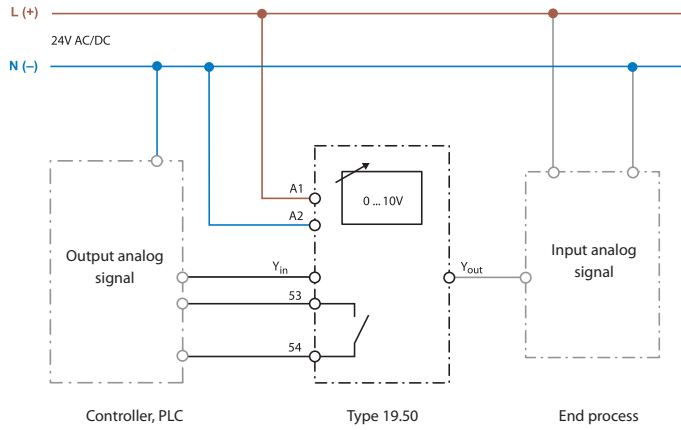 L (+)
24V AC/DC
N (–)
A1
0 ... 10V
A2
Output analog
signal
Input analog
signal
Yin
Yout
53
54
Controller, PLC
Type 19.50
End process